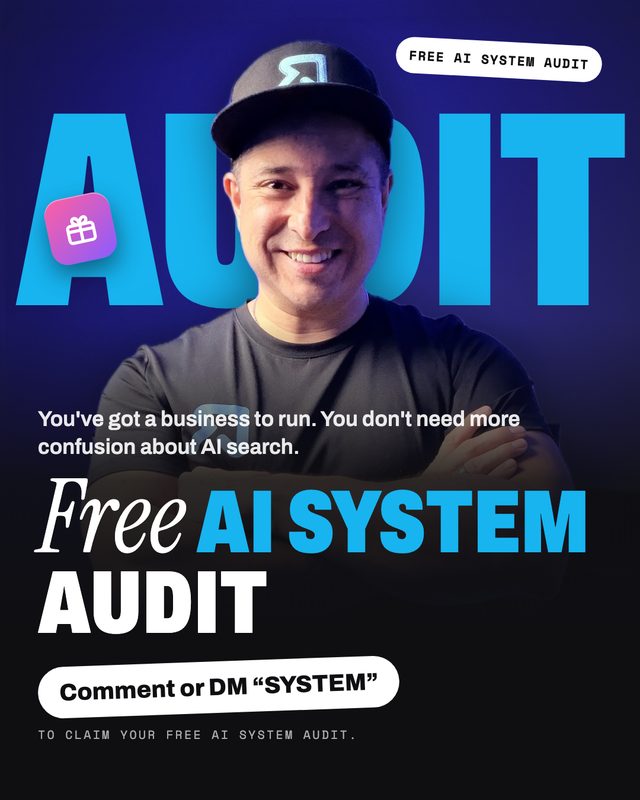 FREE AI SYSTEM AUDIT
AUDIT
You've got a business to run. You don't need more
confusion about AI search.
Free AI SYSTEM
AUDIT
Comment or DM “SYSTEM”
TO CLAIM YOUR FREE AI SYSTEM AUDIT.